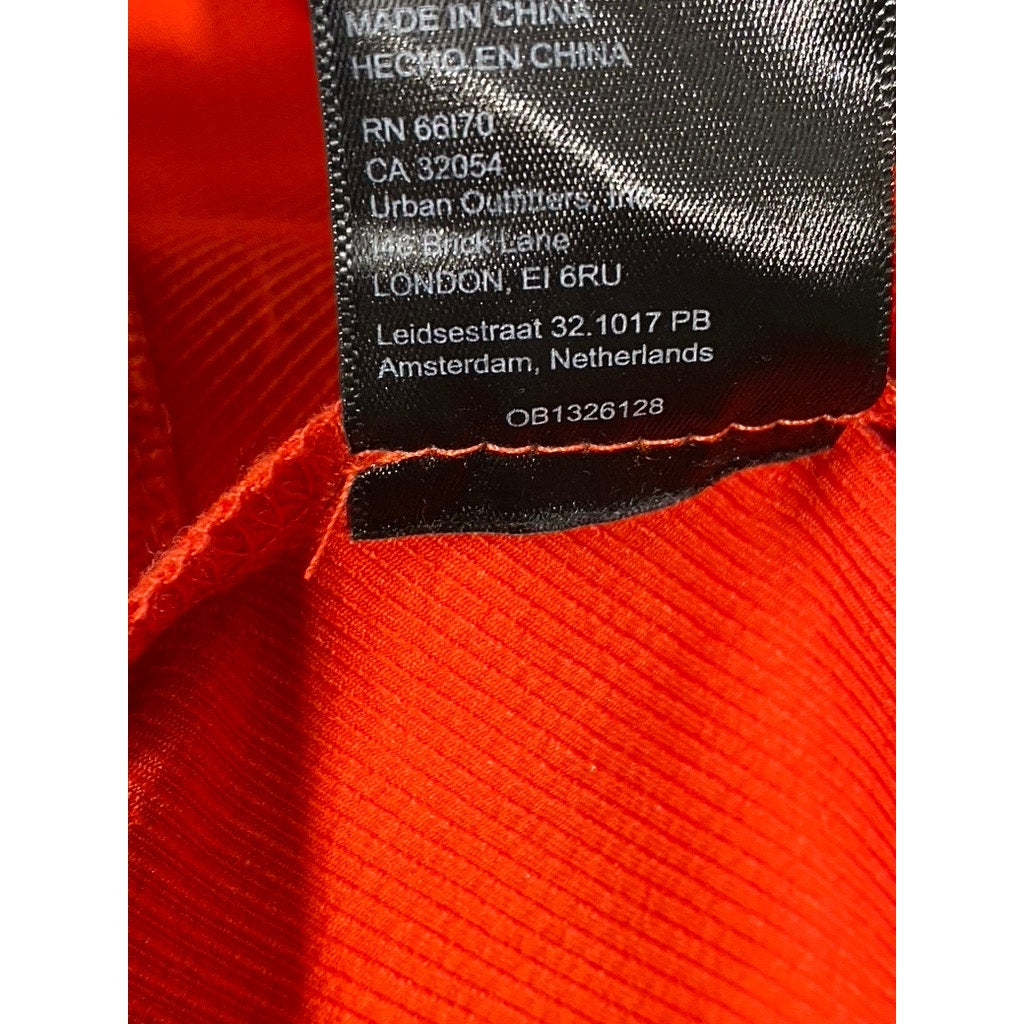 MADE IN CHINA
HECHO EN CHINA
RN 66170
CA 32054
Urban Outfitters, Inc.
Brick Lane
LONDON, E1 6RU
Leidsestraat 32.1017 PB
Amsterdam, Netherlands
OB1326128